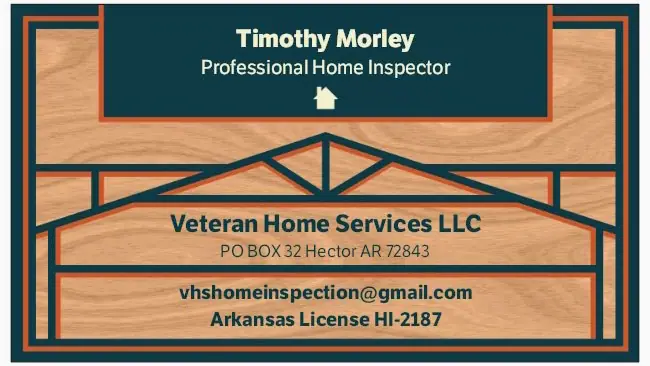 Timothy Morley
Professional Home Inspector
Veteran Home Services LLC
PO BOX 32 Hector AR 72843
vhshomeinspection@gmail.com
Arkansas License HI-2187